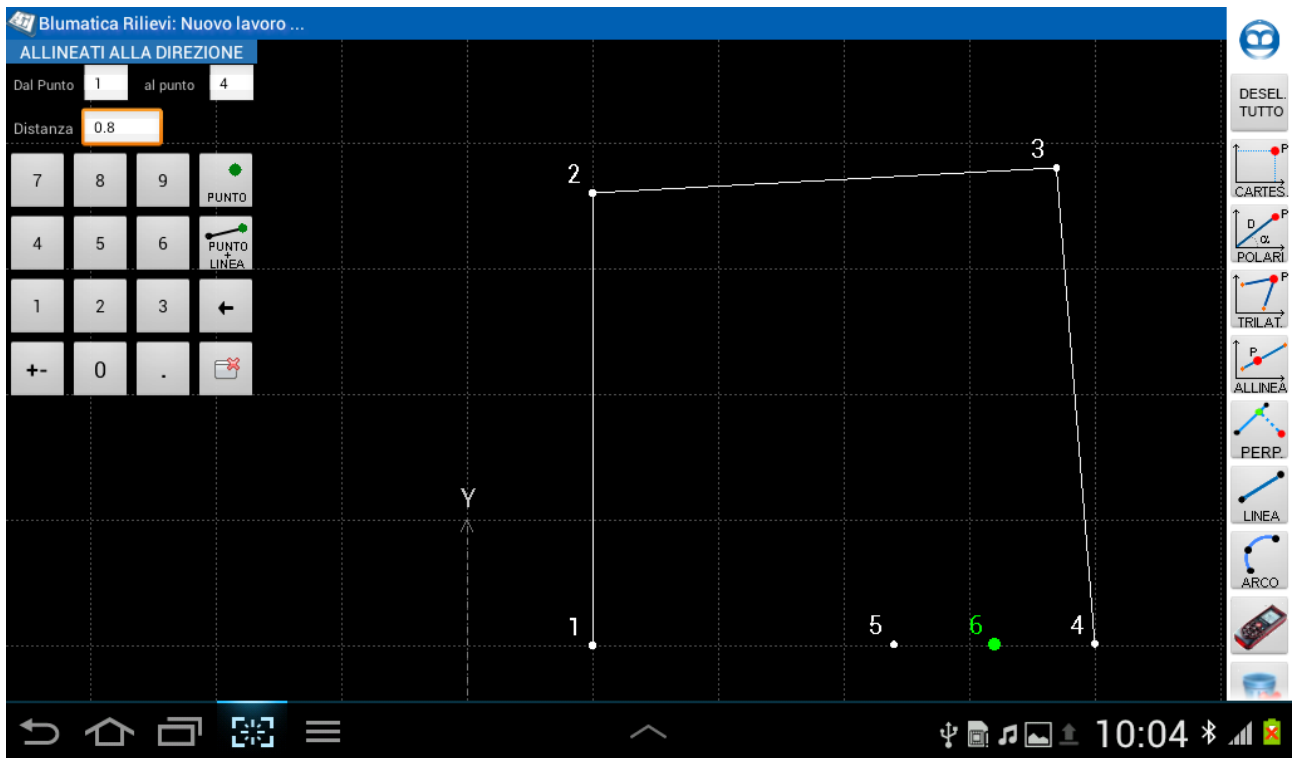 Blumatica Rilievi: Nuovo lavoro ...
ALLINEATI ALLA DIREZIONE
Dal Punto 1 al punto 4
Distanza 0.8
7 8 9 PUNTO
4 5 6 PUNTO + LINEA
1 2 3
+- 0 .
2
3
Y
1
5
6
4
DESEL. TUTTO
P
CARTES.
D P α
POLARI
P
TRILAT.
P
ALLINEA
PERP.
LINEA
ARCO
10:04